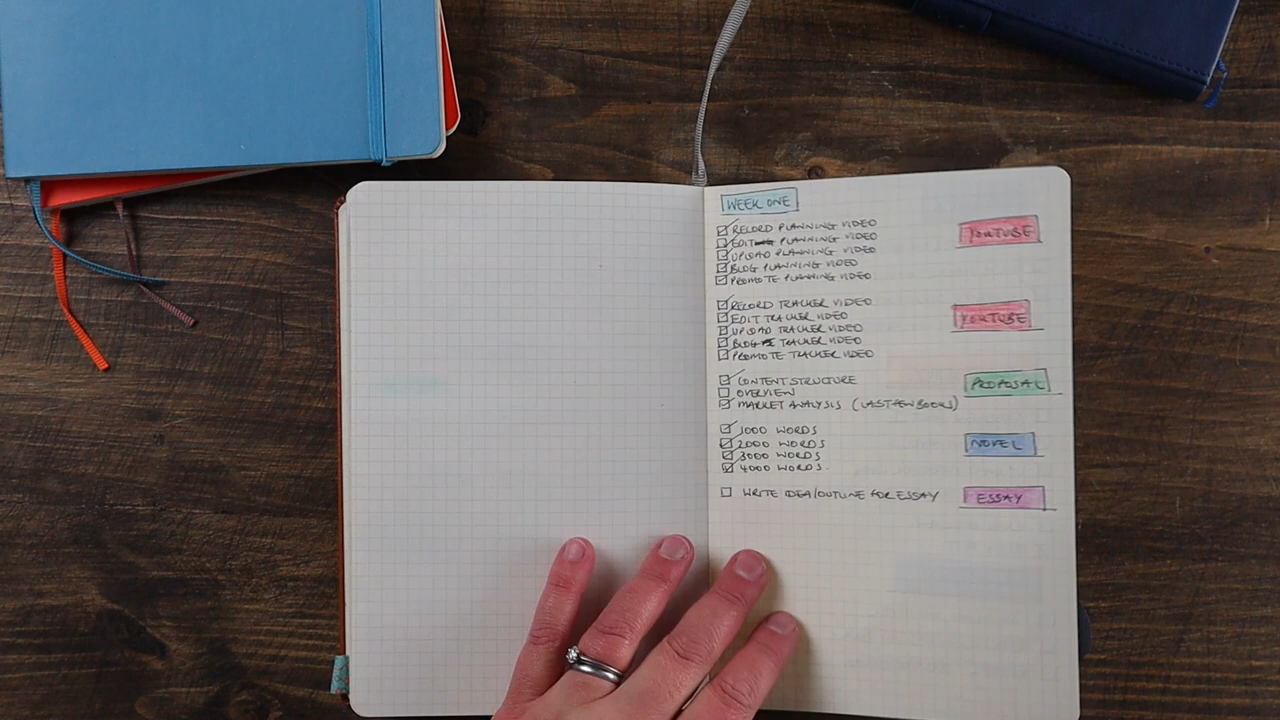 WEEK ONE
RECORD PLANNING VIDEO
EDIT PLANNING VIDEO
UPLOAD PLANNING VIDEO
BLOG PLANNING VIDEO
PROMOTE PLANNING VIDEO
YOUTUBE
RECORD TRACKER VIDEO
EDIT TRACKER VIDEO
UPLOAD TRACKER VIDEO
BLOG TRACKER VIDEO
PROMOTE TRACKER VIDEO
YOUTUBE
CONTENT STRUCTURE
OVERVIEW
MARKET ANALYSIS (LAST FEW BOOKS)
PROPOSAL
1000 WORDS
2000 WORDS
3000 WORDS
4000 WORDS.
NOVEL
WRITE IDEA/OUTLINE FOR ESSAY
ESSAY